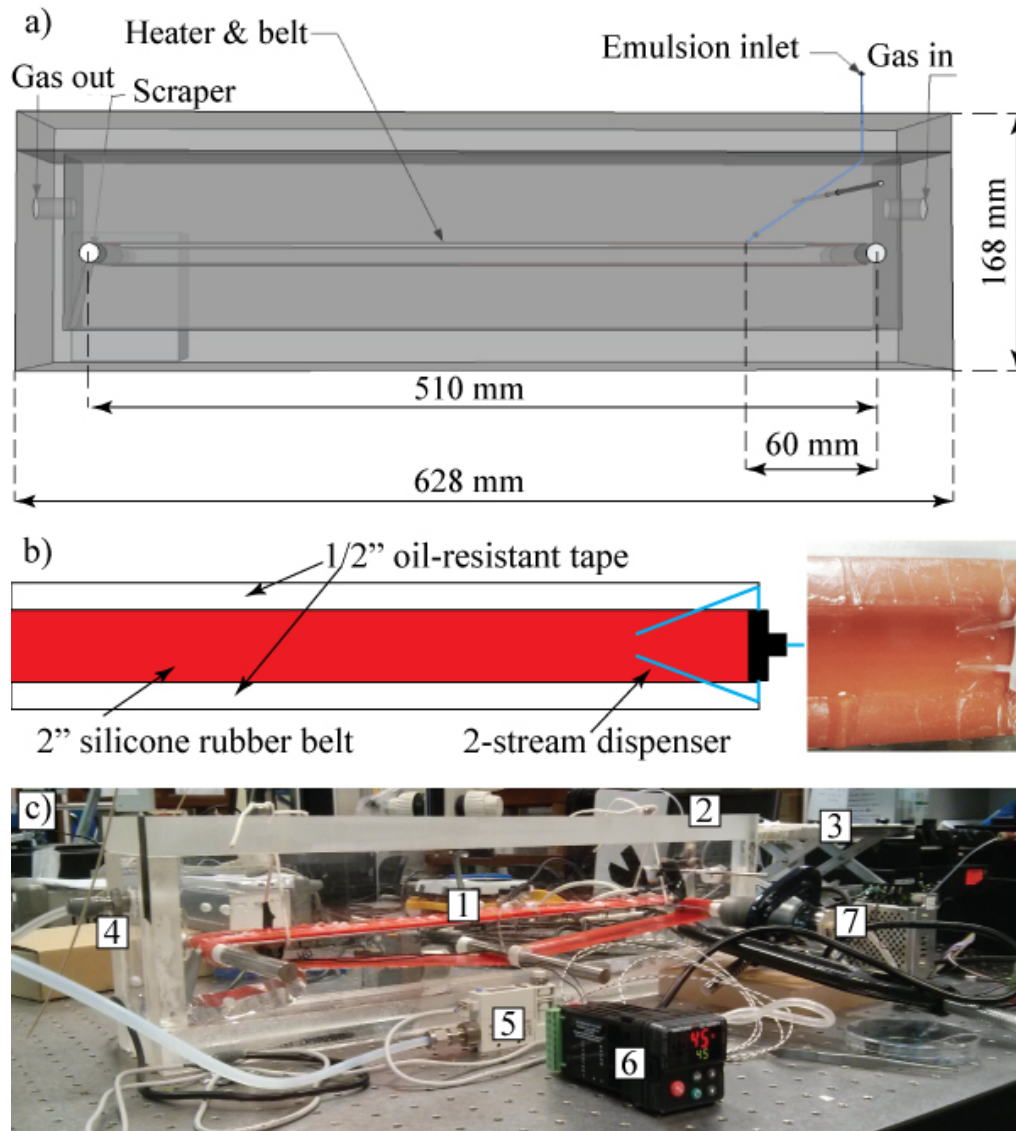 a)
Heater & belt
Emulsion inlet
Gas in
Gas out
Scraper
168 mm
510 mm
60 mm
628 mm
b)
1/2” oil-resistant tape
2” silicone rubber belt
2-stream dispenser
c)
2
3
1
4
7
5
6
45
45